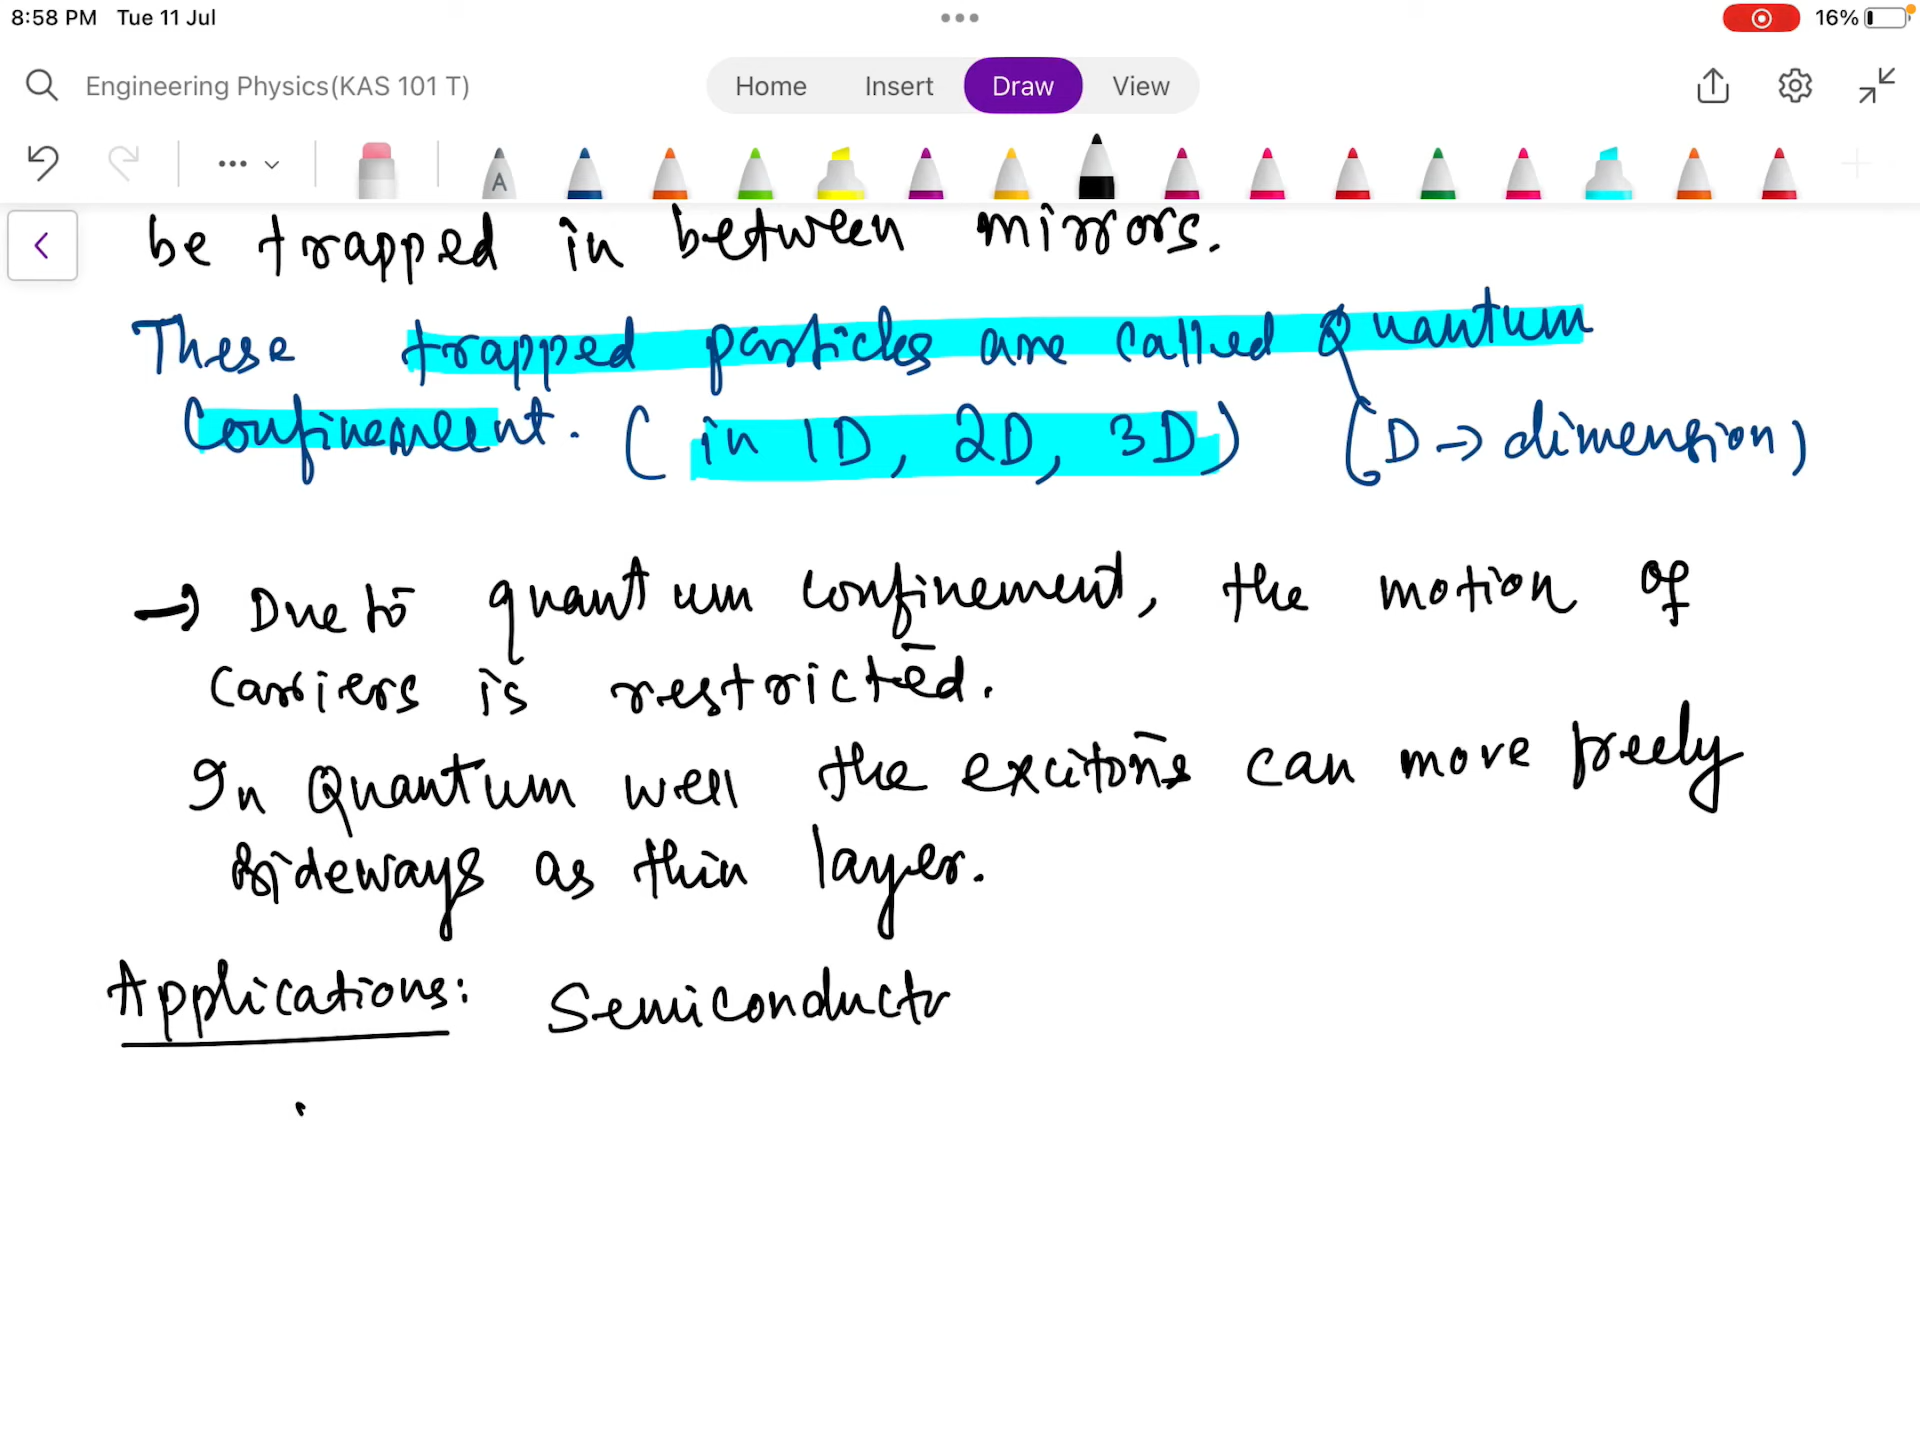 8:58 PM Tue 11 Jul
16%
Engineering Physics(KAS 101 T)
Home Insert Draw View
A
be trapped in between mirrors.
These trapped particles are called Quantum
Confinement. (in 1D, 2D, 3D) (D → dimension)
→ Due to quantum confinement, the motion of
carriers is restricted.
In Quantum well the excitons can move freely
sideways as thin layer.
Applications: Semiconductr